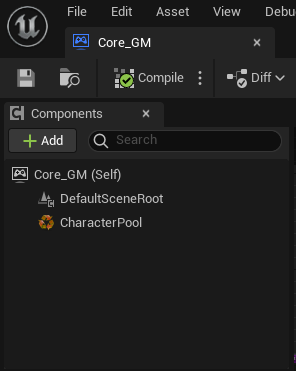 File Edit Asset View Debu
Core_GM
Compile Diff
Components
Add Search
Core_GM (Self)
DefaultSceneRoot
CharacterPool